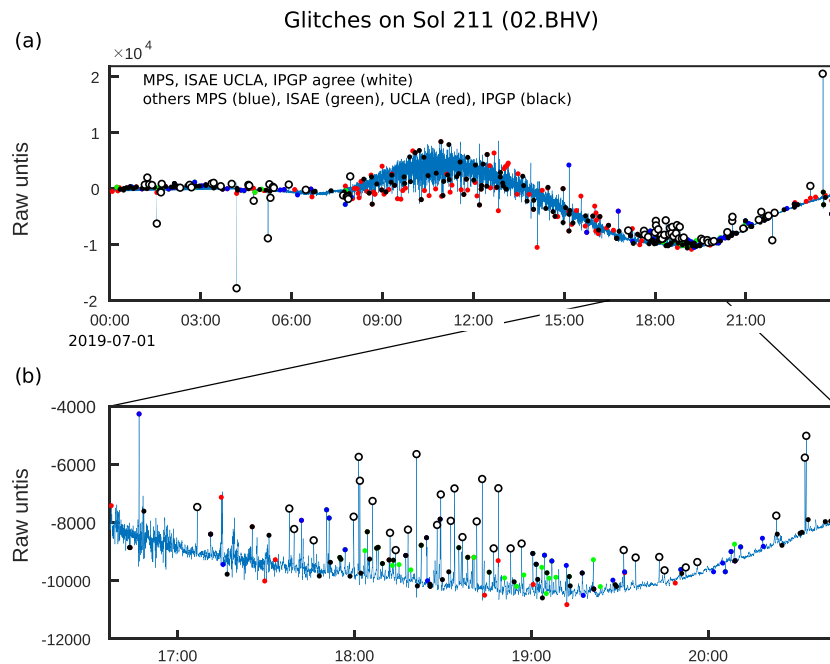 Glitches on Sol 211 (02.BHV)
(a)
×10⁴
MPS, ISAE UCLA, IPGP agree (white)
others MPS (blue), ISAE (green), UCLA (red), IPGP (black)
2
1
0
-1
-2
Raw untis
00:00 03:00 06:00 09:00 12:00 15:00 18:00 21:00
2019-07-01
(b)
-4000
-6000
-8000
-10000
-12000
Raw untis
17:00 18:00 19:00 20:00